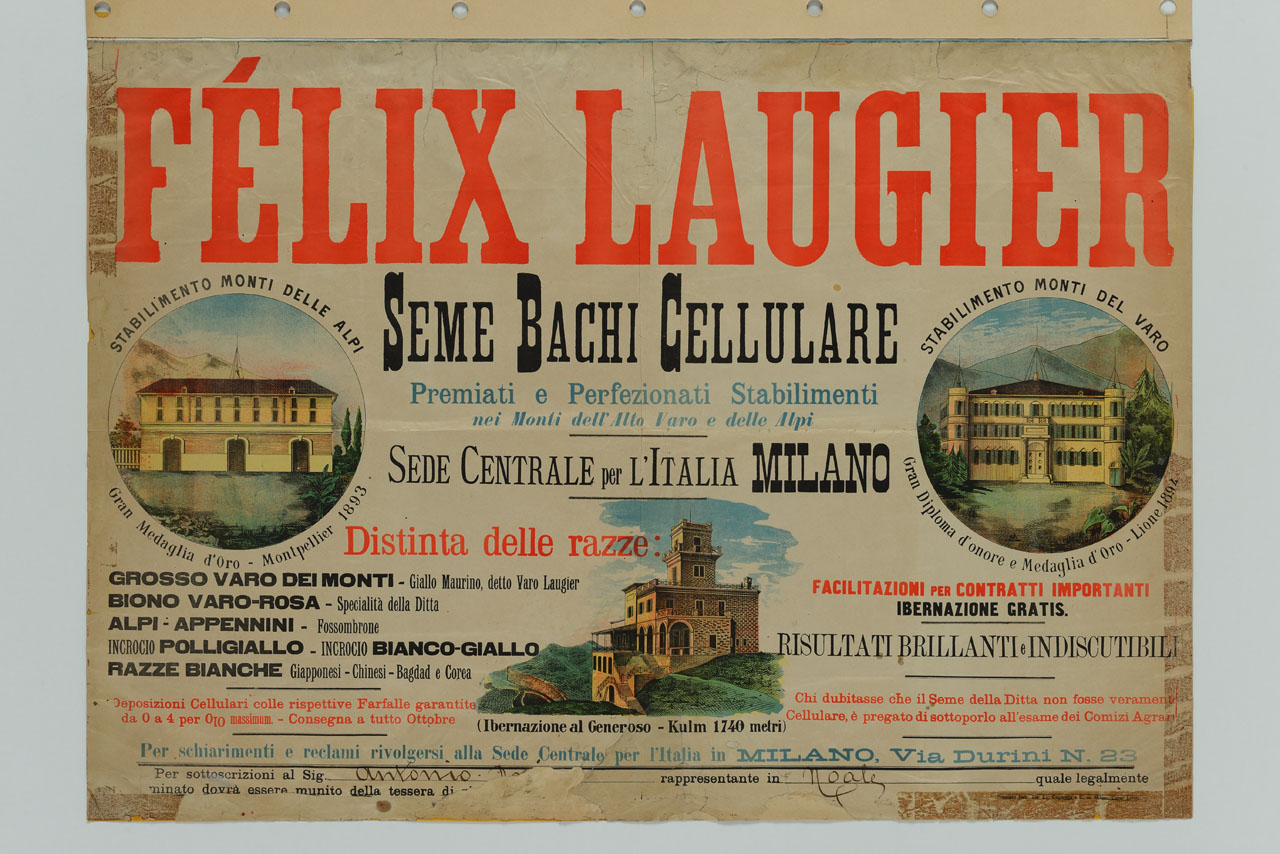 FÉLIX LAUGIER
STABILIMENTO MONTI DELLE ALPI
Gran Medaglia d'Oro - Montpellier 1893
SEME BACHI CELLULARE
Premiati e Perfezionati Stabilimenti
nei Monti dell'Alto Varo e delle Alpi
SEDE CENTRALE per L'ITALIA MILANO
STABILIMENTO MONTI DEL VARO
Gran Diploma d'onore e Medaglia d'Oro - Lione 1894
Distinta delle razze:
GROSSO VARO DEI MONTI - Giallo Maurino, detto Varo Laugier
BIONO VARO-ROSA - Specialità della Ditta
ALPI - APPENNINI - Fossombrone
INCROCIO POLLIGIALLO - INCROCIO BIANCO-GIALLO
RAZZE BIANCHE Giapponesi - Chinesi - Bagdad e Corea
Deposizioni Cellulari colle rispettive Farfalle garantite
da 0 a 4 per 0|0 massimum. - Consegna a tutto Ottobre
(Ibernazione al Generoso - Kulm 1740 metri)
FACILITAZIONI PER CONTRATTI IMPORTANTI
IBERNAZIONE GRATIS.
RISULTATI BRILLANTI e INDISCUTIBILI
Chi dubitasse che il Seme della Ditta non fosse verament
Cellulare, è pregato di sottoporlo all'esame dei Comizi Agrar
Per schiarimenti e reclami rivolgersi alla Sede Centrale per l'Italia in MILANO, Via Durini N. 23
Per sottoscrizioni al Sig. Antonio rappresentante in Noale quale legalmente
minato dovrà essere munito della tessera di